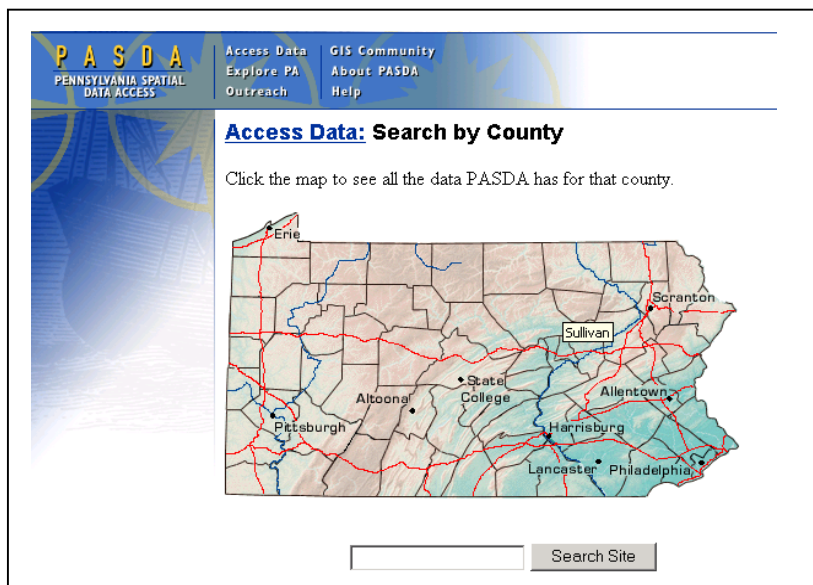 PASDA
PENNSYLVANIA SPATIAL
DATA ACCESS
Access Data
Explore PA
Outreach
GIS Community
About PASDA
Help
Access Data: Search by County
Click the map to see all the data PASDA has for that county.
Erie
Scranton
Sullivan
State
College
Altoona
Allentown
Pittsburgh
Harrisburg
Lancaster
Philadelphia
Search Site